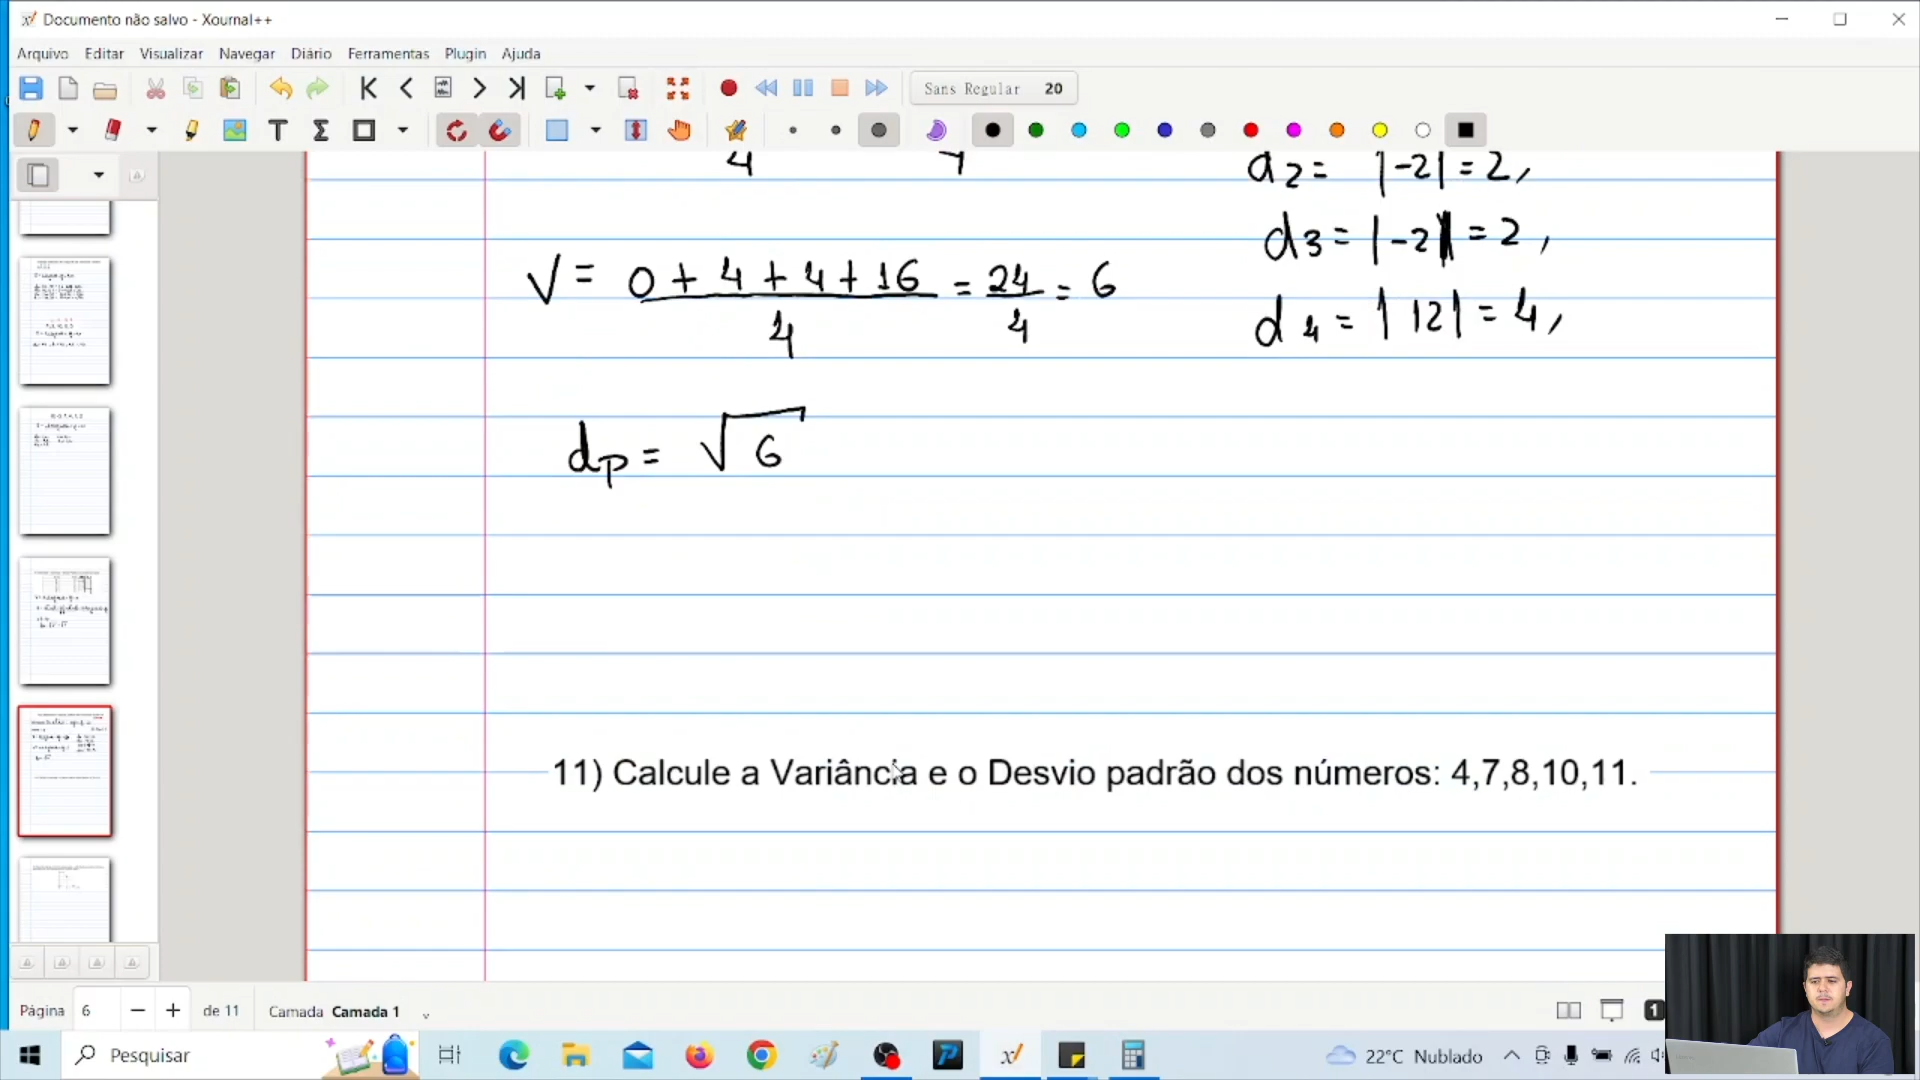 Documento não salvo - Xournal++
Arquivo Editar Visualizar Navegar Diário Ferramentas Plugin Ajuda
Sans Regular 20
4
d2= |-2| = 2,
d3= |-2| = 2,
V = 0 + 4 + 4 + 16 = 24 = 6
4 4
d4 = | 12| = 4,
dp = √6
11) Calcule a Variância e o Desvio padrão dos números: 4,7,8,10,11.
Página 6 de 11 Camada Camada 1
Pesquisar
22°C Nublado